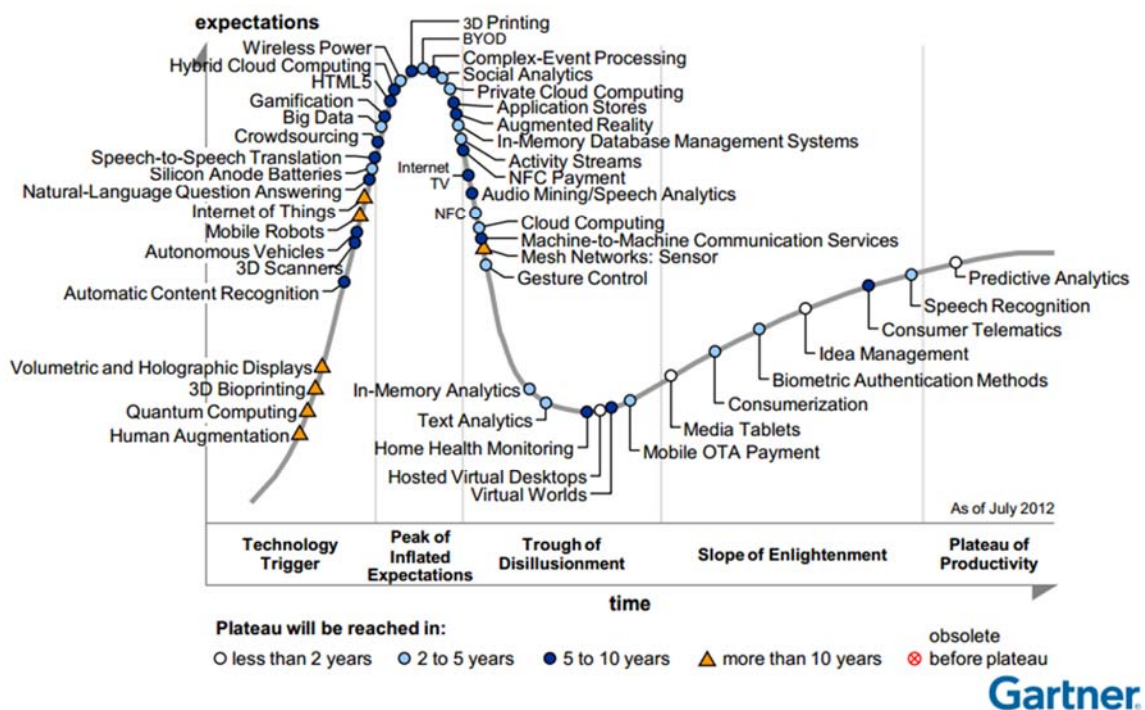 expectations
3D Printing
BYOD
Wireless Power
Complex-Event Processing
Hybrid Cloud Computing
Social Analytics
HTML5
Private Cloud Computing
Gamification
Application Stores
Big Data
Augmented Reality
Crowdsourcing
In-Memory Database Management Systems
Speech-to-Speech Translation
Activity Streams
Silicon Anode Batteries
Internet
TV
NFC Payment
Natural-Language Question Answering
Audio Mining/Speech Analytics
Internet of Things
NFC
Cloud Computing
Mobile Robots
Machine-to-Machine Communication Services
Autonomous Vehicles
Mesh Networks: Sensor
3D Scanners
Gesture Control
Automatic Content Recognition
Predictive Analytics
Speech Recognition
Consumer Telematics
Idea Management
Volumetric and Holographic Displays
Biometric Authentication Methods
3D Bioprinting
In-Memory Analytics
Consumerization
Quantum Computing
Text Analytics
Media Tablets
Human Augmentation
Home Health Monitoring
Mobile OTA Payment
Hosted Virtual Desktops
Virtual Worlds
As of July 2012
Technology
Trigger
Peak of
Inflated
Expectations
Trough of
Disillusionment
Slope of Enlightenment
Plateau of
Productivity
time
Plateau will be reached in:
less than 2 years
2 to 5 years
5 to 10 years
more than 10 years
obsolete
before plateau
Gartner